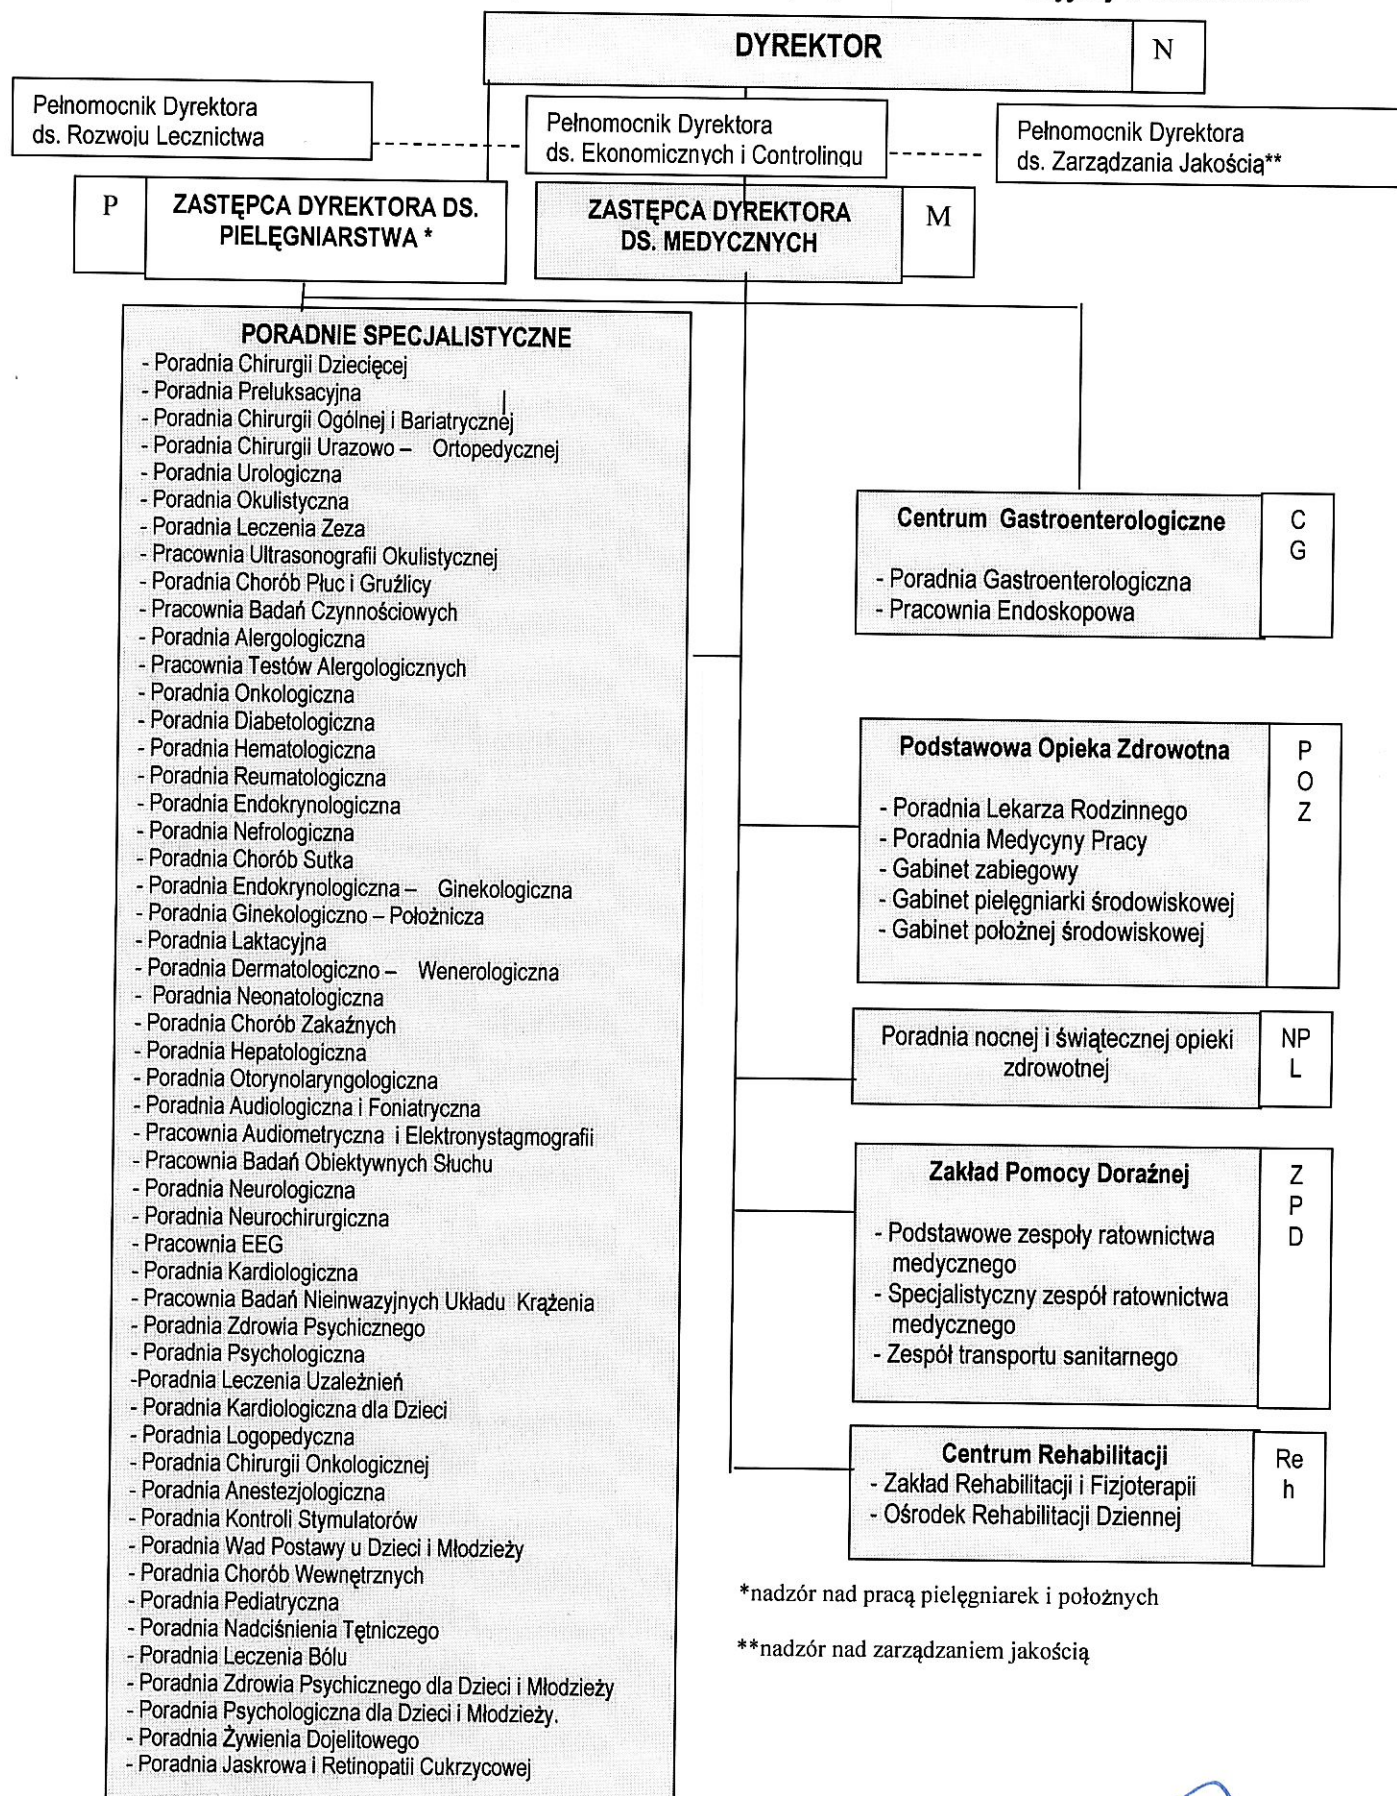 DYREKTOR
N
Pełnomocnik Dyrektora
ds. Rozwoju Lecznictwa
Pełnomocnik Dyrektora
ds. Ekonomicznych i Controlingu
Pełnomocnik Dyrektora
ds. Zarządzania Jakością**
P
ZASTĘPCA DYREKTORA DS.
PIELĘGNIARSTWA *
ZASTĘPCA DYREKTORA
DS. MEDYCZNYCH
M
PORADNIE SPECJALISTYCZNE
- Poradnia Chirurgii Dziecięcej
- Poradnia Preluksacyjna
- Poradnia Chirurgii Ogólnej i Bariatrycznej
- Poradnia Chirurgii Urazowo – Ortopedycznej
- Poradnia Urologiczna
- Poradnia Okulistyczna
- Poradnia Leczenia Zeza
- Pracownia Ultrasonografii Okulistycznej
- Poradnia Chorób Płuc i Gruźlicy
- Pracownia Badań Czynnościowych
- Poradnia Alergologiczna
- Pracownia Testów Alergologicznych
- Poradnia Onkologiczna
- Poradnia Diabetologiczna
- Poradnia Hematologiczna
- Poradnia Reumatologiczna
- Poradnia Endokrynologiczna
- Poradnia Nefrologiczna
- Poradnia Chorób Sutka
- Poradnia Endokrynologiczna – Ginekologiczna
- Poradnia Ginekologiczno – Położnicza
- Poradnia Laktacyjna
- Poradnia Dermatologiczno – Wenerologiczna
- Poradnia Neonatologiczna
- Poradnia Chorób Zakaźnych
- Poradnia Hepatologiczna
- Poradnia Otorynolaryngologiczna
- Poradnia Audiologiczna i Foniatryczna
- Pracownia Audiometryczna i Elektronystagmografii
- Pracownia Badań Obiektywnych Słuchu
- Poradnia Neurologiczna
- Poradnia Neurochirurgiczna
- Pracownia EEG
- Poradnia Kardiologiczna
- Pracownia Badań Nieinwazyjnych Układu Krążenia
- Poradnia Zdrowia Psychicznego
- Poradnia Psychologiczna
-Poradnia Leczenia Uzależnień
- Poradnia Kardiologiczna dla Dzieci
- Poradnia Logopedyczna
- Poradnia Chirurgii Onkologicznej
- Poradnia Anestezjologiczna
- Poradnia Kontroli Stymulatorów
- Poradnia Wad Postawy u Dzieci i Młodzieży
- Poradnia Chorób Wewnętrznych
- Poradnia Pediatryczna
- Poradnia Nadciśnienia Tętniczego
- Poradnia Leczenia Bólu
- Poradnia Zdrowia Psychicznego dla Dzieci i Młodzieży
- Poradnia Psychologiczna dla Dzieci i Młodzieży.
- Poradnia Żywienia Dojelitowego
- Poradnia Jaskrowa i Retinopatii Cukrzycowej
Centrum Gastroenterologiczne
- Poradnia Gastroenterologiczna
- Pracownia Endoskopowa
C
G
Podstawowa Opieka Zdrowotna
- Poradnia Lekarza Rodzinnego
- Poradnia Medycyny Pracy
- Gabinet zabiegowy
- Gabinet pielęgniarki środowiskowej
- Gabinet położnej środowiskowej
P
O
Z
Poradnia nocnej i świątecznej opieki
zdrowotnej
NP
L
Zakład Pomocy Doraźnej
- Podstawowe zespoły ratownictwa
medycznego
- Specjalistyczny zespół ratownictwa
medycznego
- Zespół transportu sanitarnego
Z
P
D
Centrum Rehabilitacji
- Zakład Rehabilitacji i Fizjoterapii
- Ośrodek Rehabilitacji Dziennej
Re
h
*nadzór nad pracą pielęgniarek i położnych
**nadzór nad zarządzaniem jakością